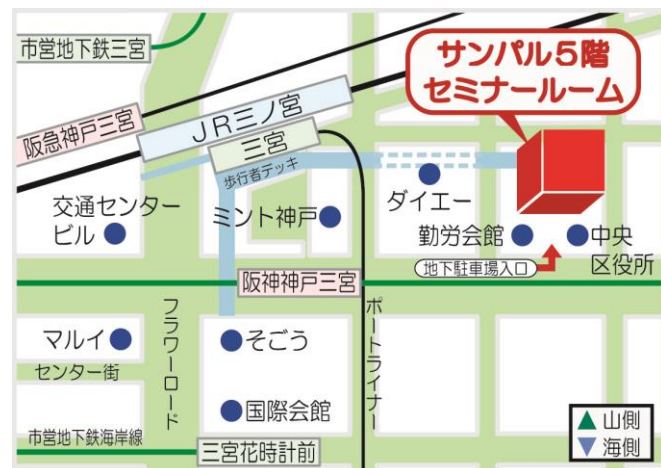 市営地下鉄三宮
サンパル5階
セミナールーム
阪急神戸三宮
JR三ノ宮
三宮
歩行者デッキ
交通センター
ビル
ミント神戸
ダイエー
勤労会館
中央
区役所
地下駐車場入口
阪神神戸三宮
フラワーロード
ポートライナー
マルイ
センター街
そごう
国際会館
市営地下鉄海岸線
三宮花時計前
▲山側
▼海側